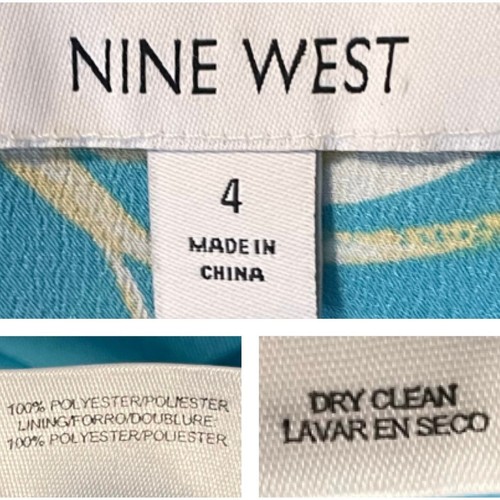 NINE WEST
4
MADE IN
CHINA
100% POLYESTER/POLIESTER
LINING/FORRO/DOUBLURE:
100% POLYESTER/POLIESTER
DRY CLEAN
LAVAR EN SECO